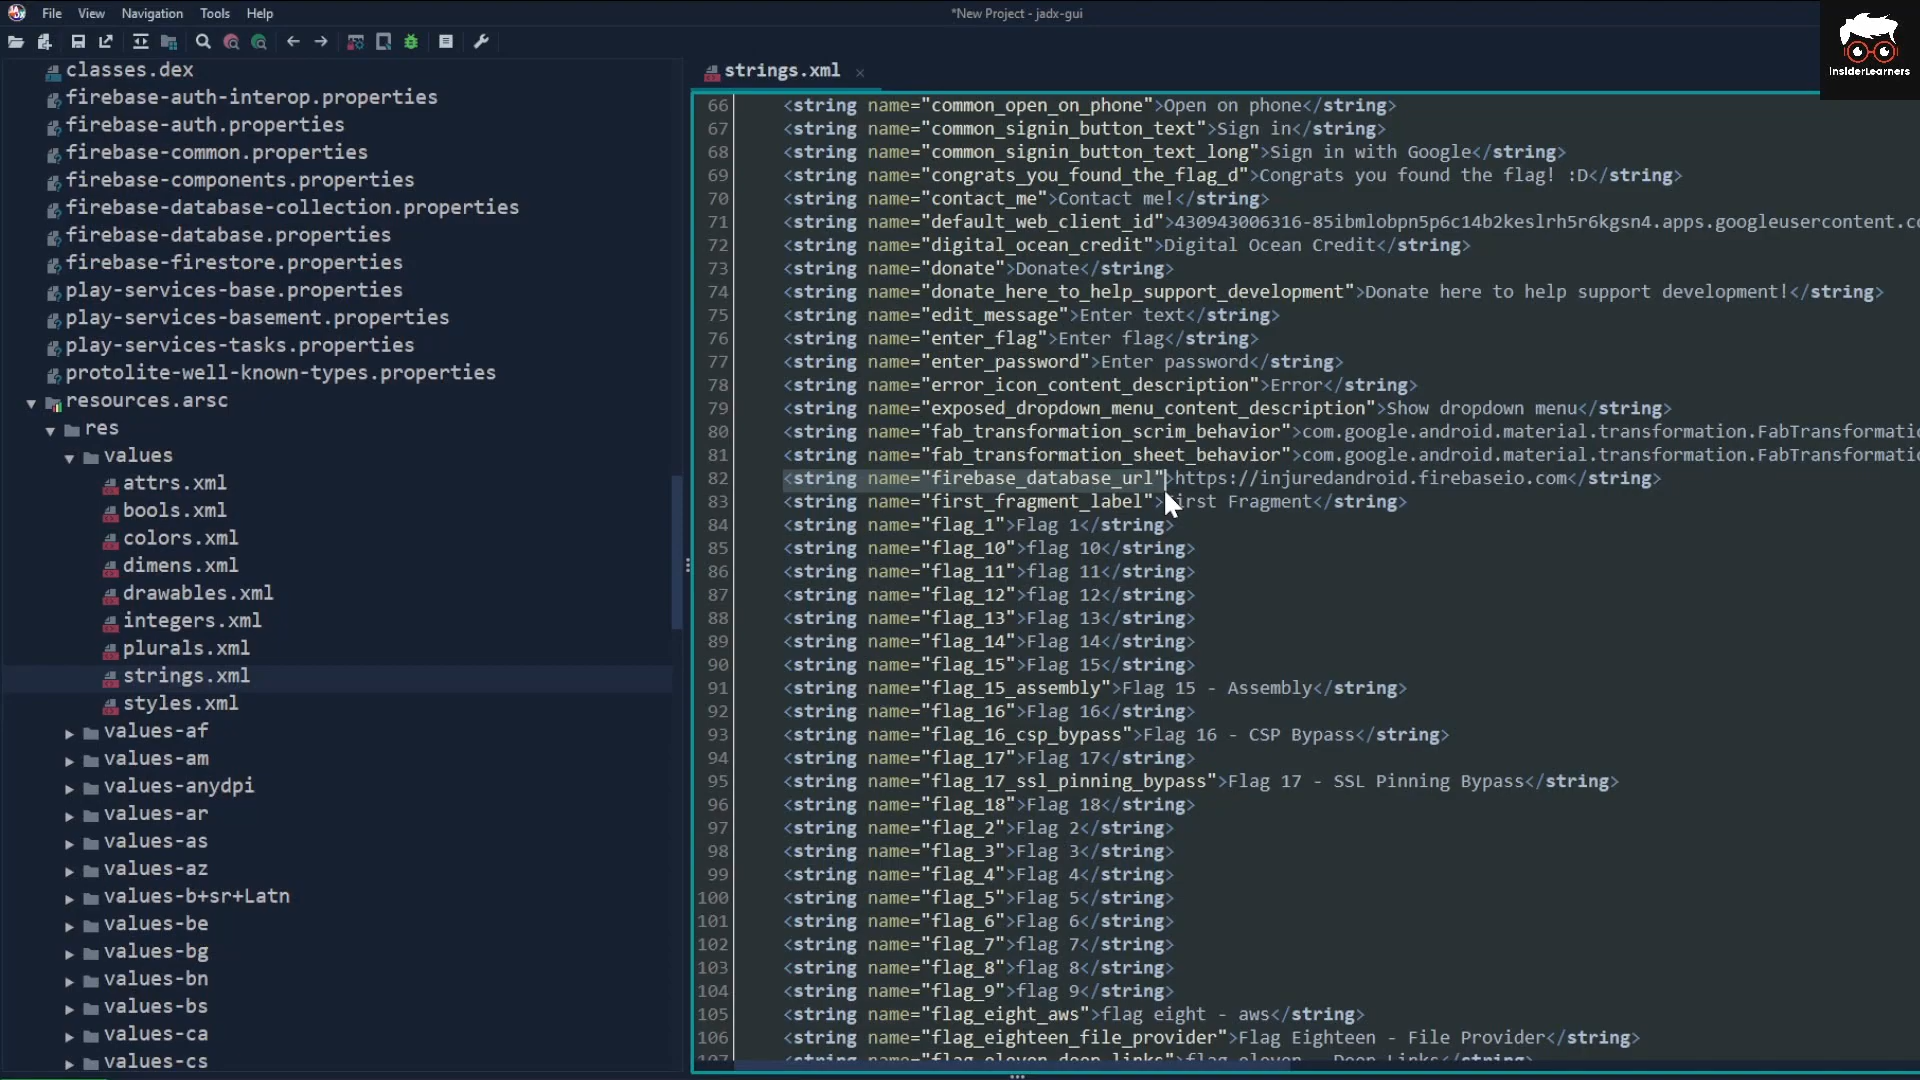 File View Navigation Tools Help
*New Project - jadx-gui
InsiderLearners
classes.dex
firebase-auth-interop.properties
firebase-auth.properties
firebase-common.properties
firebase-components.properties
firebase-database-collection.properties
firebase-database.properties
firebase-firestore.properties
play-services-base.properties
play-services-basement.properties
play-services-tasks.properties
protolite-well-known-types.properties
resources.arsc
res
values
attrs.xml
bools.xml
colors.xml
dimens.xml
drawables.xml
integers.xml
plurals.xml
strings.xml
styles.xml
values-af
values-am
values-anydpi
values-ar
values-as
values-az
values-b+sr+Latn
values-be
values-bg
values-bn
values-bs
values-ca
values-cs
strings.xml
66 <string name="common_open_on_phone">Open on phone</string>
67 <string name="common_signin_button_text">Sign in</string>
68 <string name="common_signin_button_text_long">Sign in with Google</string>
69 <string name="congrats_you_found_the_flag_d">Congrats you found the flag! :D</string>
70 <string name="contact_me">Contact me!</string>
71 <string name="default_web_client_id">430943006316-85ibmlobpn5p6c14b2keslrh5r6kgsn4.apps.googleusercontent.co
72 <string name="digital_ocean_credit">Digital Ocean Credit</string>
73 <string name="donate">Donate</string>
74 <string name="donate_here_to_help_support_development">Donate here to help support development!</string>
75 <string name="edit_message">Enter text</string>
76 <string name="enter_flag">Enter flag</string>
77 <string name="enter_password">Enter password</string>
78 <string name="error_icon_content_description">Error</string>
79 <string name="exposed_dropdown_menu_content_description">Show dropdown menu</string>
80 <string name="fab_transformation_scrim_behavior">com.google.android.material.transformation.FabTransformatio
81 <string name="fab_transformation_sheet_behavior">com.google.android.material.transformation.FabTransformatio
82 <string name="firebase_database_url">https://injuredandroid.firebaseio.com</string>
83 <string name="first_fragment_label"> Fragment</string>
84 <string name="flag_1">Flag 1</string>
85 <string name="flag_10">flag 10</string>
86 <string name="flag_11">flag 11</string>
87 <string name="flag_12">flag 12</string>
88 <string name="flag_13">Flag 13</string>
89 <string name="flag_14">Flag 14</string>
90 <string name="flag_15">Flag 15</string>
91 <string name="flag_15_assembly">Flag 15 - Assembly</string>
92 <string name="flag_16">Flag 16</string>
93 <string name="flag_16_csp_bypass">Flag 16 - CSP Bypass</string>
94 <string name="flag_17">Flag 17</string>
95 <string name="flag_17_ssl_pinning_bypass">Flag 17 - SSL Pinning Bypass</string>
96 <string name="flag_18">Flag 18</string>
97 <string name="flag_2">Flag 2</string>
98 <string name="flag_3">Flag 3</string>
99 <string name="flag_4">Flag 4</string>
100 <string name="flag_5">Flag 5</string>
101 <string name="flag_6">Flag 6</string>
102 <string name="flag_7">flag 7</string>
103 <string name="flag_8">flag 8</string>
104 <string name="flag_9">flag 9</string>
105 <string name="flag_eight_aws">flag eight - aws</string>
106 <string name="flag_eighteen_file_provider">Flag Eighteen - File Provider</string>
107 <string name="flag_eleven_deep_links">flag eleven - Deep Links</string>